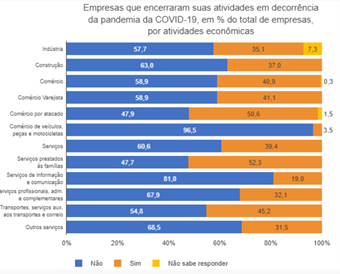 Empresas que encerraram suas atividades em decorrência
da pandemia da COVID-19, em % do total de empresas,
por atividades econômicas
Indústria 57,7 35,1 7,3
Construção 63,0 37,0
Comércio 58,9 40,9 0,3
Comércio Varejista 58,9 41,1
Comércio por atacado 47,9 50,6 1,5
Comércio de veículos,
peças e motocicletas 96,5 3,5
Serviços 60,6 39,4
Serviços prestados
às famílias 47,7 52,3
Serviços de informação
e comunicação 81,0 19,0
Serviços profissionais, adm.
e complementares 67,9 32,1
Transportes, serviços aux.
aos transportes e correio 54,8 45,2
Outros serviços 68,5 31,5
0% 20% 40% 60% 80% 100%
Não Sim Não sabe responder